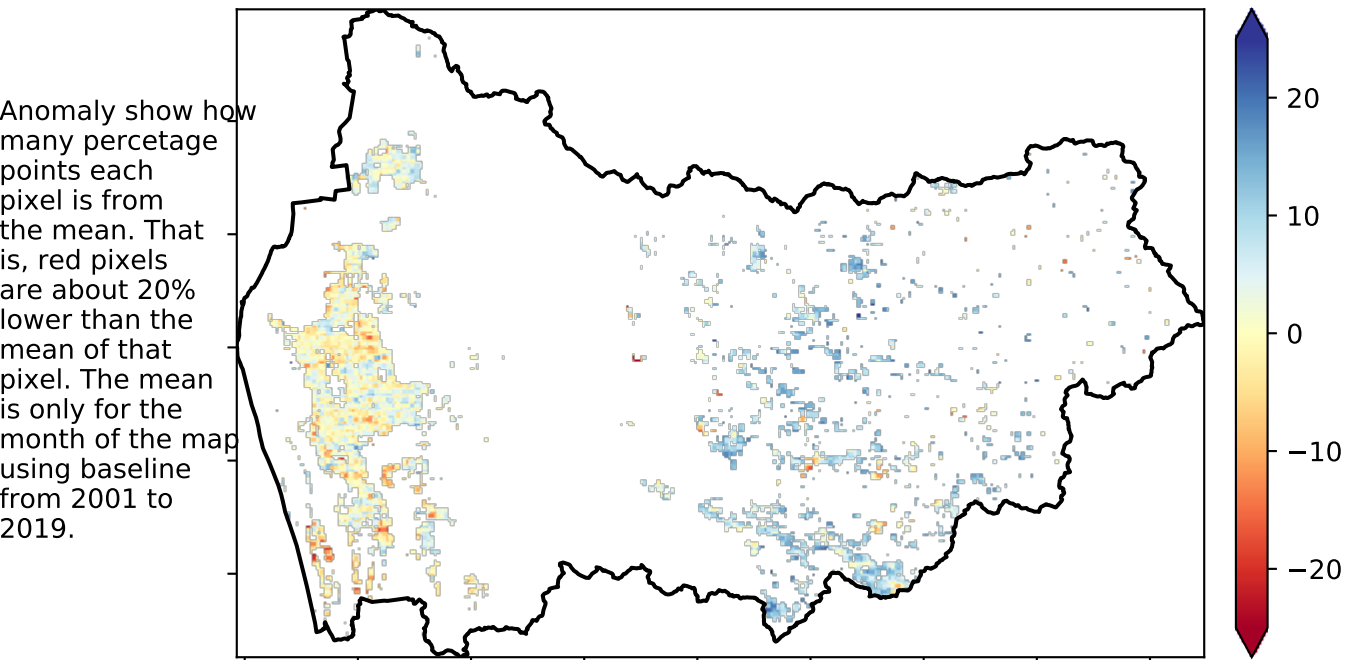 Anomaly show how
many percetage
points each
pixel is from
the mean. That
is, red pixels
are about 20%
lower than the
mean of that
pixel. The mean
is only for the
month of the map
using baseline
from 2001 to
2019.
20
10
0
−10
−20